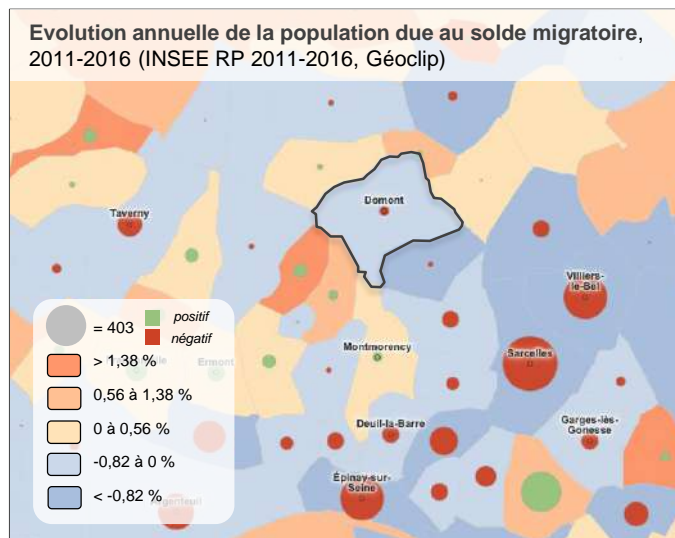 Evolution annuelle de la population due au solde migratoire,
2011-2016 (INSEE RP 2011-2016, Géoclip)
Domont
Taverny
Villiers-
le-Bel
Montmorency
Sarcelles
Ermont
Deuil-la-Barre
Garges-lès-
Gonesse
Épinay-sur-
Seine
Argenteuil
= 403
positif
négatif
> 1,38 %
0,56 à 1,38 %
0 à 0,56 %
-0,82 à 0 %
< -0,82 %